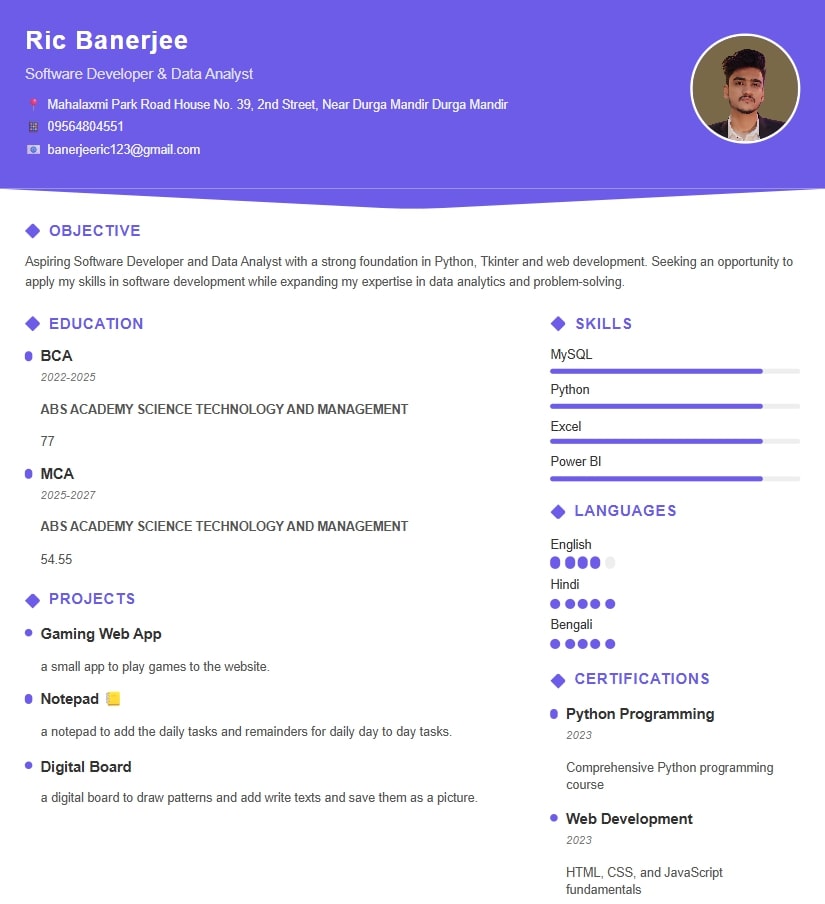 Ric Banerjee
Software Developer & Data Analyst
Mahalaxmi Park Road House No. 39, 2nd Street, Near Durga Mandir Durga Mandir
09564804551
banerjeeric123@gmail.com
OBJECTIVE
Aspiring Software Developer and Data Analyst with a strong foundation in Python, Tkinter and web development. Seeking an opportunity to
apply my skills in software development while expanding my expertise in data analytics and problem-solving.
EDUCATION
BCA
2022-2025
ABS ACADEMY SCIENCE TECHNOLOGY AND MANAGEMENT
77
MCA
2025-2027
ABS ACADEMY SCIENCE TECHNOLOGY AND MANAGEMENT
54.55
PROJECTS
Gaming Web App
a small app to play games to the website.
Notepad 📒
a notepad to add the daily tasks and remainders for daily day to day tasks.
Digital Board
a digital board to draw patterns and add write texts and save them as a picture.
SKILLS
MySQL
Python
Excel
Power BI
LANGUAGES
English
Hindi
Bengali
CERTIFICATIONS
Python Programming
2023
Comprehensive Python programming
course
Web Development
2023
HTML, CSS, and JavaScript
fundamentals